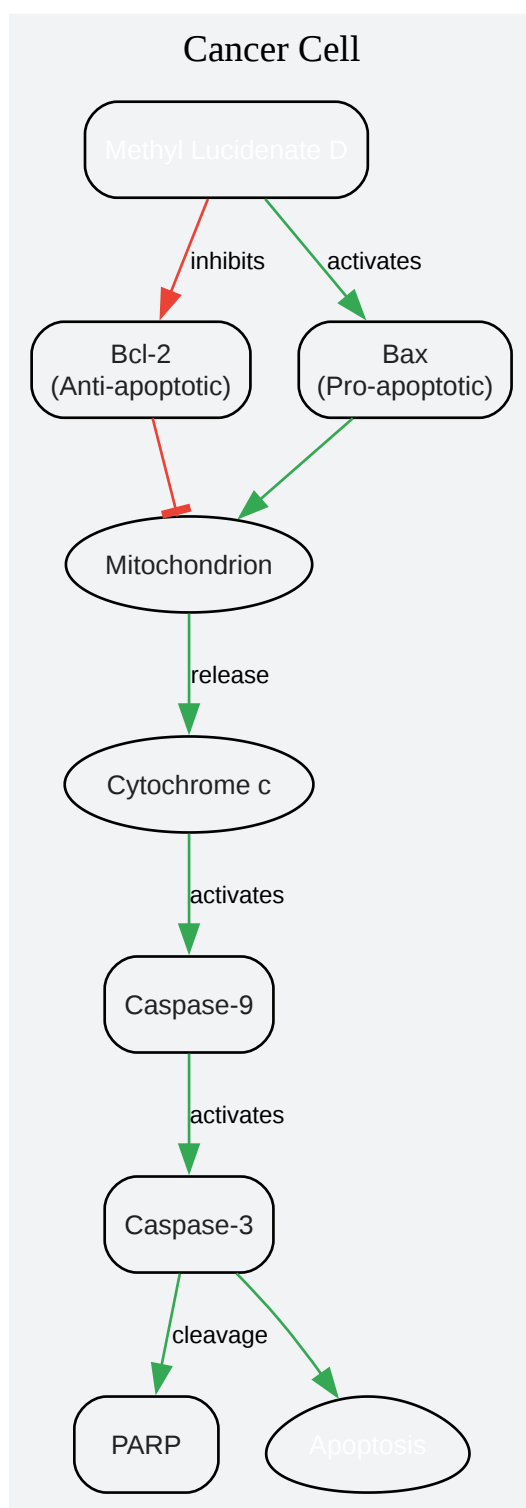 Cancer Cell
Methyl Lucidenate D
inhibits
activates
Bcl-2
(Anti-apoptotic)
Bax
(Pro-apoptotic)
Mitochondrion
release
Cytochrome c
activates
Caspase-9
activates
Caspase-3
cleavage
PARP
Apoptosis